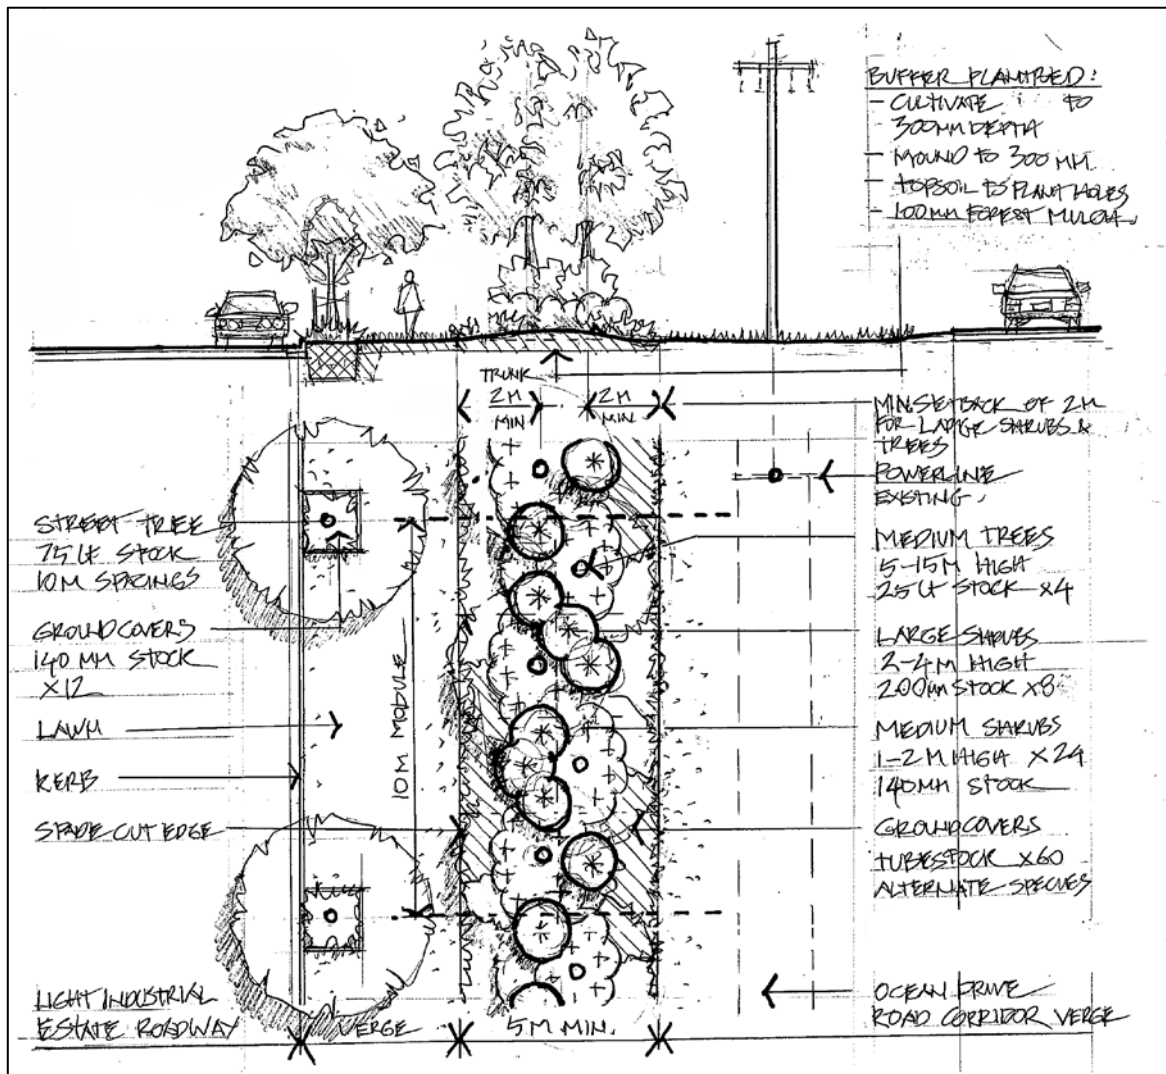 BUFFER PLANTBED:
- CULTIVATE TO
300MM DEPTH
- MOUND TO 300 MM
- TOPSOIL TO PLANT HOLES
- 100MM FOREST MULCH
TRUNK
2M
MIN
2M
MIN.
MIN. SETBACK OF 2M
FOR LARGE SHRUBS &
TREES
POWERLINE
EXISTING.
STREET TREE
75 LT STOCK
10M SPACINGS
MEDIUM TREES
5-15M HIGH
25 LT STOCK X4
GROUNDCOVERS
140 MM STOCK
X12
LARGE SHRUBS
2-4M HIGH
200MM STOCK X8
10M MODULE
LAWN
MEDIUM SHRUBS
1-2M HIGH X24
140MM STOCK
KERB
SPADE CUT EDGE
GROUNDCOVERS
TUBESTOCK X60
ALTERNATE SPECIES
LIGHT INDUSTRIAL
ESTATE ROADWAY
VERGE
5M MIN.
OCEAN DRIVE
ROAD CORRIDOR VERGE